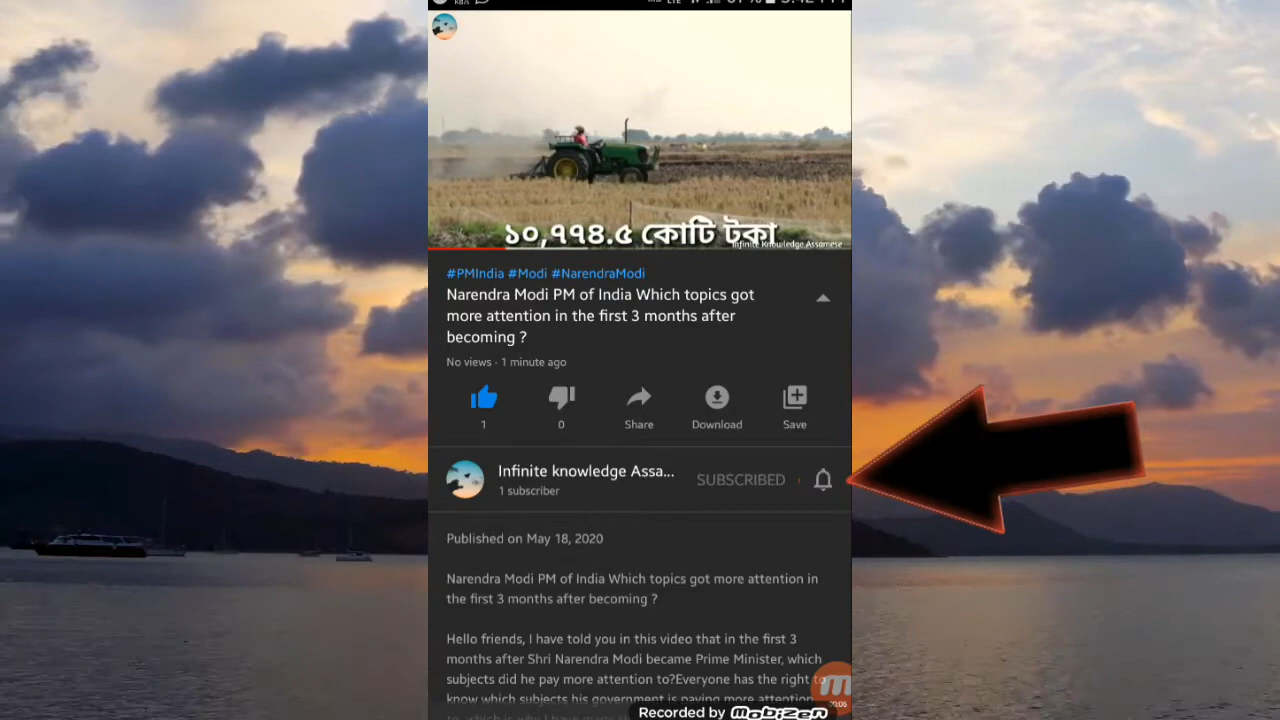 ১০,৭৭৪.৫ কোটি টকা
Infinite Knowledge Assamese
#PMIndia #Modi #NarendraModi
Narendra Modi PM of India Which topics got
more attention in the first 3 months after
becoming ?
No views · 1 minute ago
1
0
Share
Download
Save
Infinite knowledge Assa...
SUBSCRIBED
1 subscriber
Published on May 18, 2020
Narendra Modi PM of India Which topics got more attention in
the first 3 months after becoming ?
Hello friends, I have told you in this video that in the first 3
months after Shri Narendra Modi became Prime Minister, which
subjects did he pay more attention to?Everyone has the right to
know which subjects his government is paying more attention
00:06
Recorded by MOBIZEN